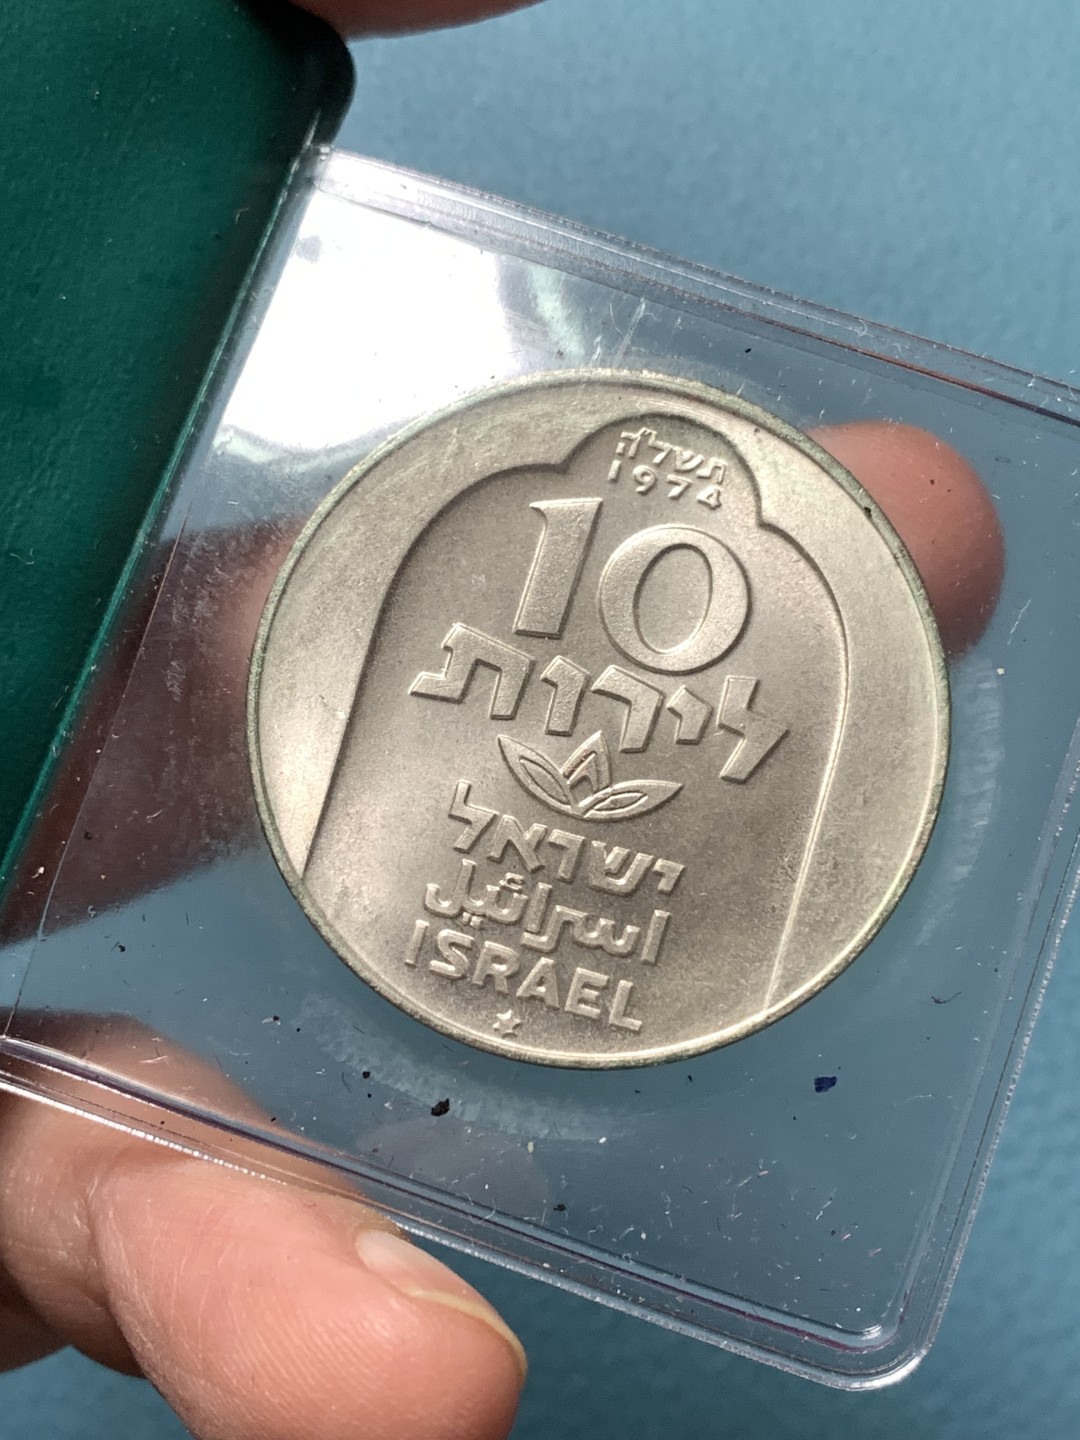 תשל"ה
1974
10
לירות
ישראל
اسرائيل
ISRAEL